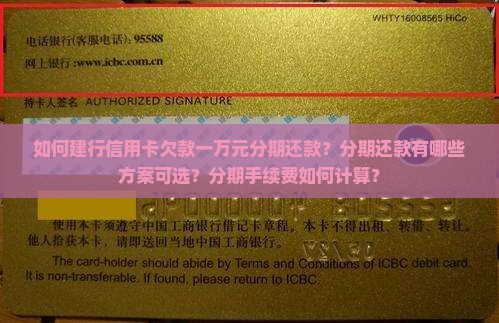 WHTY16008565 HiCo
电话银行(客服电话): 95588
网上银行:www.icbc.com.cn
持卡人签名 AUTHORIZED SIGNATURE
如何建行信用卡欠款一万元分期还款？分期还款有哪些
方案可选？分期手续费如何计算？
使用本卡须遵守中国工商银行借记卡章程。本卡不得出租、转借、转让。
他人拾获本卡，请即送回当地中国工商银行。
The card-holder should abide by Terms and Conditions of ICBC debit card.
It is non-transferable. If found, please return to ICBC.